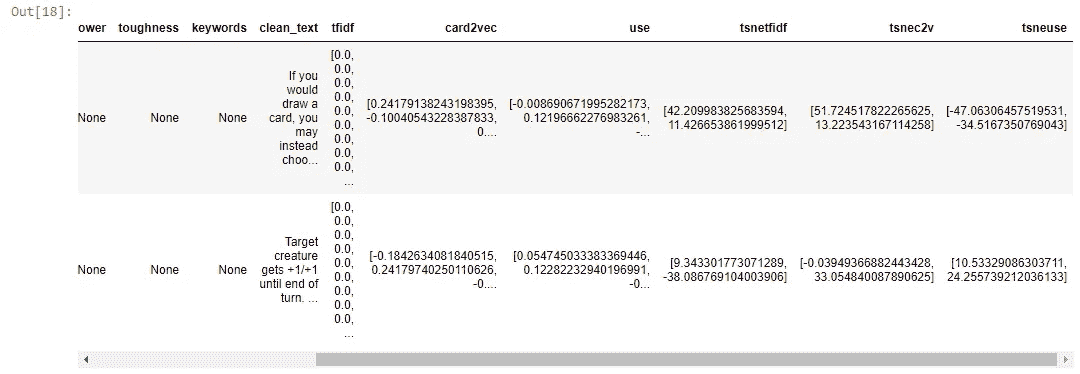 Out[18]:
ower toughness keywords clean_text tfidf card2vec use tsnetfidf tsnec2v tsneuse
None None None If you would draw a card, you may instead choo... [0.0, 0.0, 0.0, 0.0, 0.0, 0.0, 0.0, 0.0, 0.0, ... [0.24179138243198395, -0.10040543228387833, 0.... [-0.008690671995282173, 0.12196662276983261, -... [42.209983825683594, 11.426653861999512] [51.724517822265625, 13.223543167114258] [-47.06306457519531, -34.5167350769043]
None None None Target creature gets +1/+1 until end of turn. ... [0.0, 0.0, 0.0, 0.0, 0.0, 0.0, 0.0, 0.0, 0.0, ... [-0.1842634081840515, 0.24179740250110626, -0.... [0.054745033383369446, 0.12282232940196991, -0... [9.343301773071289, -38.086769104003906] [-0.03949366882443428, 33.054840087890625] [10.53329086303711, 24.255739212036133]